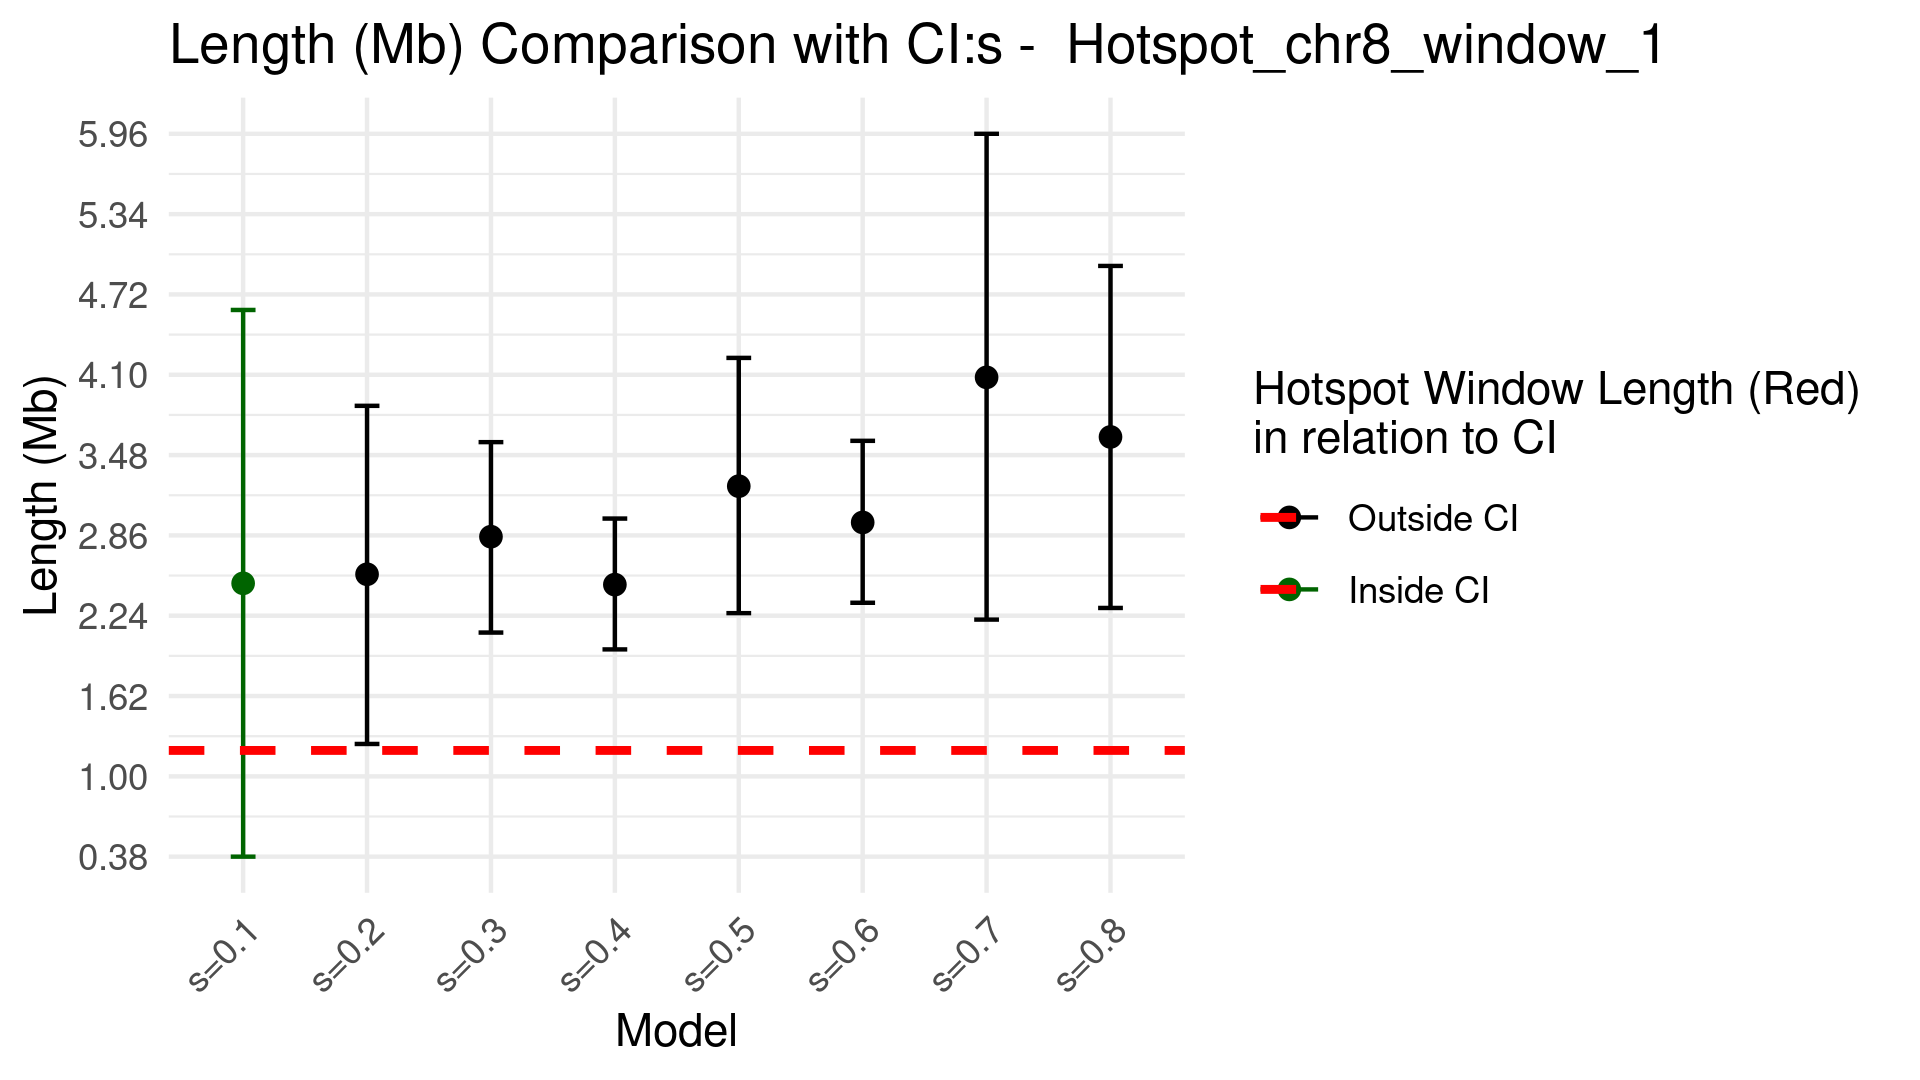 Length (Mb) Comparison with CI:s -  Hotspot_chr8_window_1
Length (Mb)
5.96
5.34
4.72
4.10
3.48
2.86
2.24
1.62
1.00
0.38
s=0.1
s=0.2
s=0.3
s=0.4
s=0.5
s=0.6
s=0.7
s=0.8
Model
Hotspot Window Length (Red)
in relation to CI
Outside CI
Inside CI